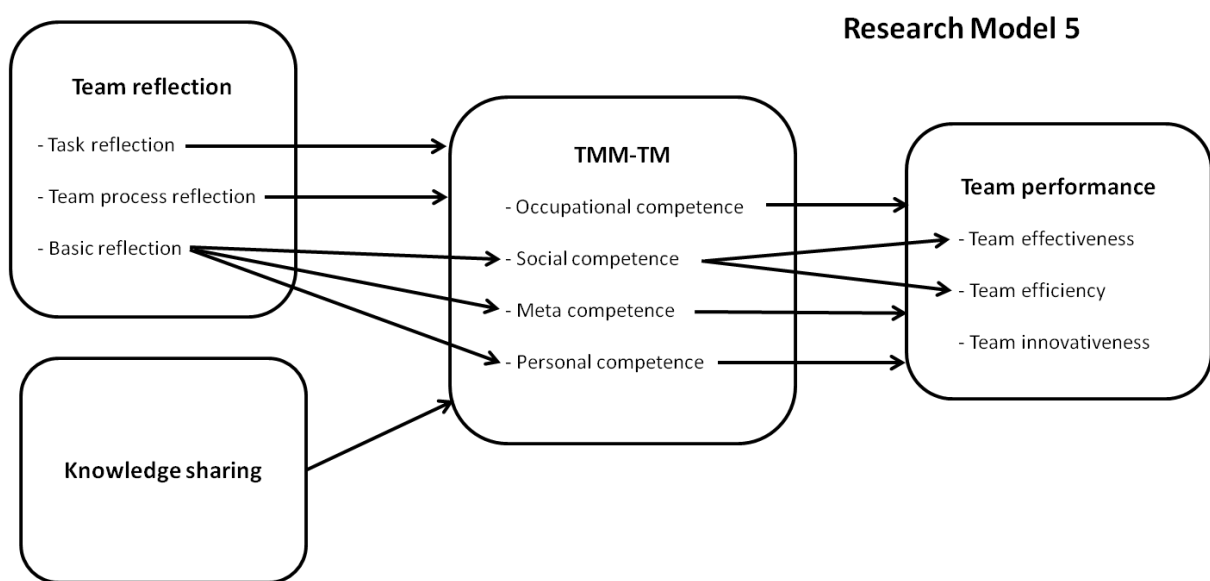 Research Model 5
Team reflection
- Task reflection
- Team process reflection
- Basic reflection
Knowledge sharing
TMM-TM
- Occupational competence
- Social competence
- Meta competence
- Personal competence
Team performance
- Team effectiveness
- Team efficiency
- Team innovativeness